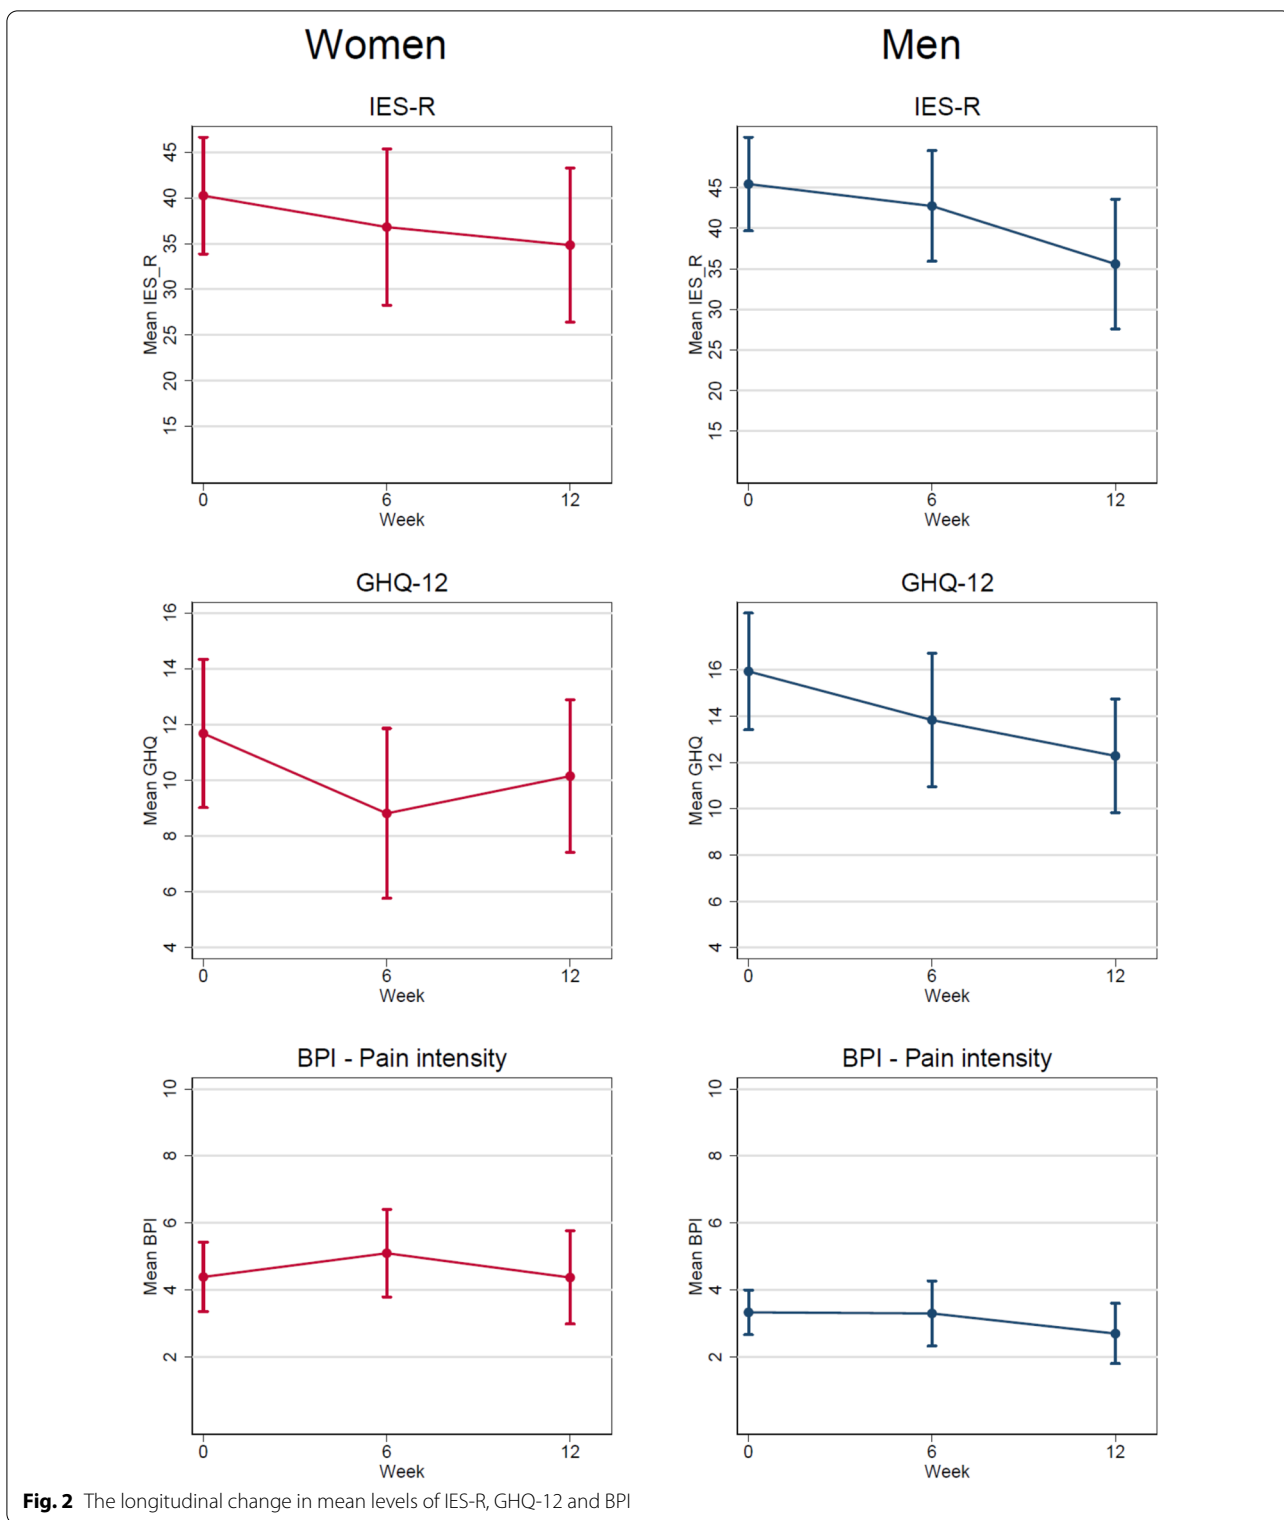 Women
Men
IES-R
45
40
35
30
25
20
15
Mean IES_R
0 6 12
Week
IES-R
45
40
35
30
25
20
15
Mean IES_R
0 6 12
Week
GHQ-12
16
14
12
10
8
6
4
Mean GHQ
0 6 12
Week
GHQ-12
16
14
12
10
8
6
4
Mean GHQ
0 6 12
Week
BPI - Pain intensity
10
8
6
4
2
Mean BPI
0 6 12
Week
BPI - Pain intensity
10
8
6
4
2
Mean BPI
0 6 12
Week
Fig. 2 The longitudinal change in mean levels of IES-R, GHQ-12 and BPI